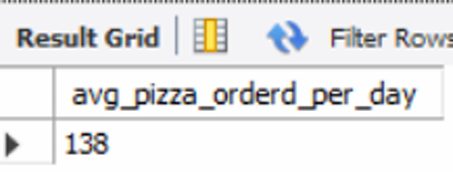 Result Grid Filter Rows
avg_pizza_orderd_per_day
138